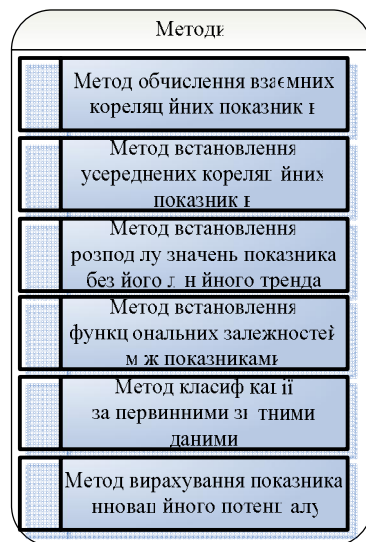 Методи
Метод обчислення взаємних
кореляц йних показник в
Метод встановлення
усереднених кореляц йних
показник в
Метод встановлення
розпод лу значень показника
без його л н йного тренда
Метод встановлення
функц ональних залежностей
м ж показниками
Метод класиф кації
за первинними зв тними
даними
Метод вирахування показника
нновац йного потенц алу